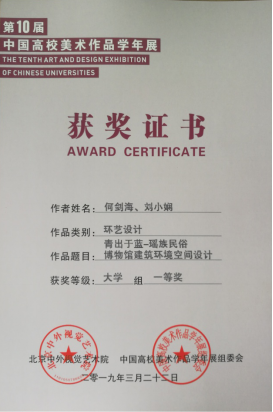 第10届
中国高校美术作品学年展
THE TENTH ART AND DESIGN EXHIBITION
OF CHINESE UNIVERSITIES
获奖证书
AWARD CERTIFICATE
作者姓名：何剑海、刘小娴
作品类别：环艺设计
青出于蓝-瑶族民俗
作品题目：博物馆建筑环境空间设计
获奖等级：大学 组 一等奖
北京中外视觉艺术院 中国高校美术作品学年展组委会
二零一九年三月二十二日